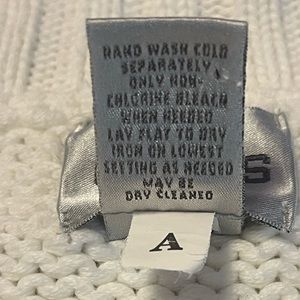 HAND WASH COLD
SEPARATELY
ONLY NON-
CHLORINE BLEACH
WHEN NEEDED
LAY FLAT TO DRY
IRON ON LOWEST
SETTING AS NEEDED
MAY BE
DRY CLEANED
S
A